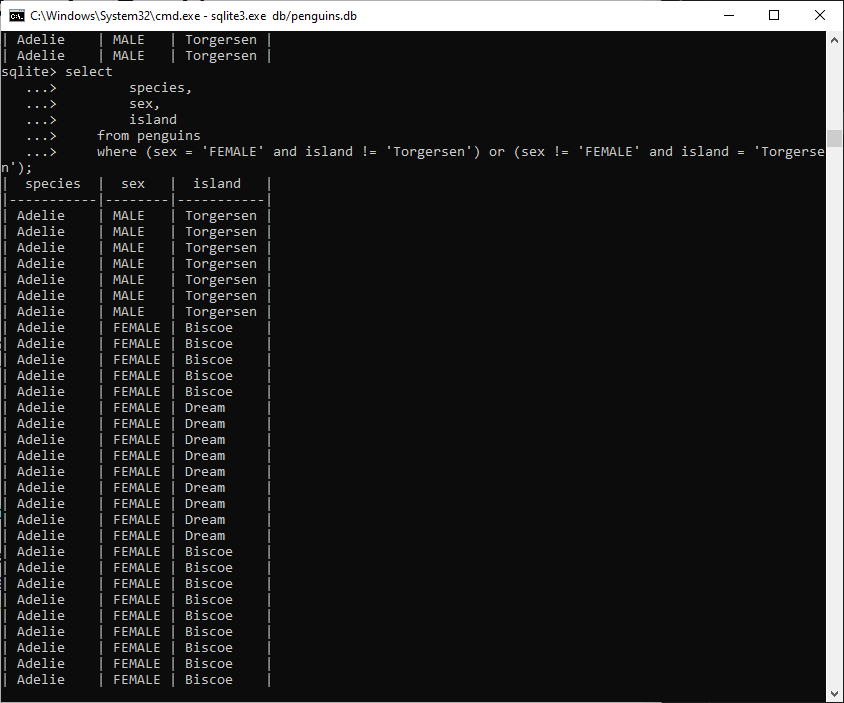 C:\Windows\System32\cmd.exe - sqlite3.exe  db/penguins.db
| Adelie    | MALE   | Torgersen |
| Adelie    | MALE   | Torgersen |
sqlite> select
   ...>         species,
   ...>         sex,
   ...>         island
   ...>     from penguins
   ...>     where (sex = 'FEMALE' and island != 'Torgersen') or (sex != 'FEMALE' and island = 'Torgerse
n');
|  species  |  sex   |  island   |
|-----------|--------|-----------|
| Adelie    | MALE   | Torgersen |
| Adelie    | MALE   | Torgersen |
| Adelie    | MALE   | Torgersen |
| Adelie    | MALE   | Torgersen |
| Adelie    | MALE   | Torgersen |
| Adelie    | MALE   | Torgersen |
| Adelie    | MALE   | Torgersen |
| Adelie    | FEMALE | Biscoe    |
| Adelie    | FEMALE | Biscoe    |
| Adelie    | FEMALE | Biscoe    |
| Adelie    | FEMALE | Biscoe    |
| Adelie    | FEMALE | Biscoe    |
| Adelie    | FEMALE | Dream     |
| Adelie    | FEMALE | Dream     |
| Adelie    | FEMALE | Dream     |
| Adelie    | FEMALE | Dream     |
| Adelie    | FEMALE | Dream     |
| Adelie    | FEMALE | Dream     |
| Adelie    | FEMALE | Dream     |
| Adelie    | FEMALE | Dream     |
| Adelie    | FEMALE | Dream     |
| Adelie    | FEMALE | Biscoe    |
| Adelie    | FEMALE | Biscoe    |
| Adelie    | FEMALE | Biscoe    |
| Adelie    | FEMALE | Biscoe    |
| Adelie    | FEMALE | Biscoe    |
| Adelie    | FEMALE | Biscoe    |
| Adelie    | FEMALE | Biscoe    |
| Adelie    | FEMALE | Biscoe    |
| Adelie    | FEMALE | Biscoe    |